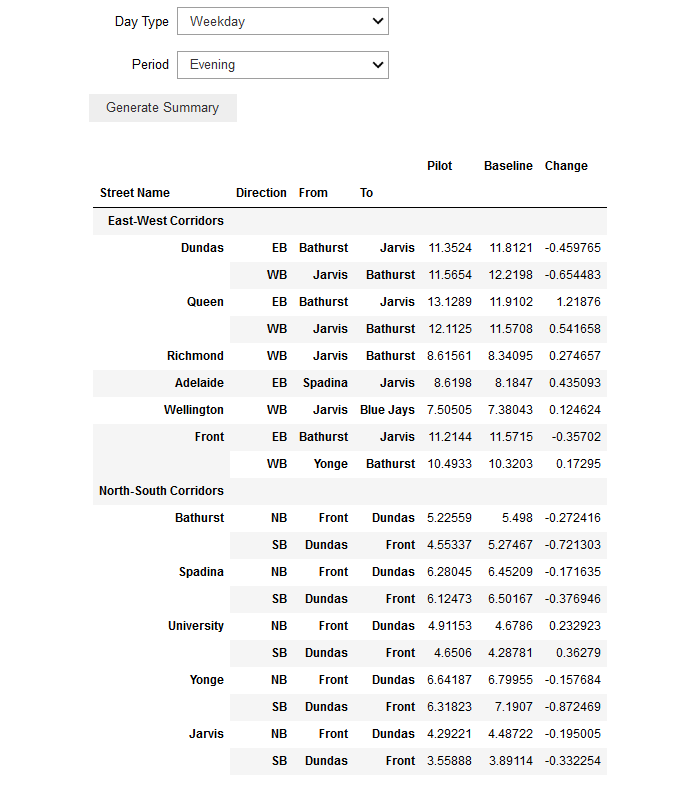 Day Type Weekday
Period Evening
Generate Summary
Pilot Baseline Change
Street Name Direction From To
East-West Corridors
Dundas EB Bathurst Jarvis 11.3524 11.8121 -0.459765
WB Jarvis Bathurst 11.5654 12.2198 -0.654483
Queen EB Bathurst Jarvis 13.1289 11.9102 1.21876
WB Jarvis Bathurst 12.1125 11.5708 0.541658
Richmond WB Jarvis Bathurst 8.61561 8.34095 0.274657
Adelaide EB Spadina Jarvis 8.6198 8.1847 0.435093
Wellington WB Jarvis Blue Jays 7.50505 7.38043 0.124624
Front EB Bathurst Jarvis 11.2144 11.5715 -0.35702
WB Yonge Bathurst 10.4933 10.3203 0.17295
North-South Corridors
Bathurst NB Front Dundas 5.22559 5.498 -0.272416
SB Dundas Front 4.55337 5.27467 -0.721303
Spadina NB Front Dundas 6.28045 6.45209 -0.171635
SB Dundas Front 6.12473 6.50167 -0.376946
University NB Front Dundas 4.91153 4.6786 0.232923
SB Dundas Front 4.6506 4.28781 0.36279
Yonge NB Front Dundas 6.64187 6.79955 -0.157684
SB Dundas Front 6.31823 7.1907 -0.872469
Jarvis NB Front Dundas 4.29221 4.48722 -0.195005
SB Dundas Front 3.55888 3.89114 -0.332254